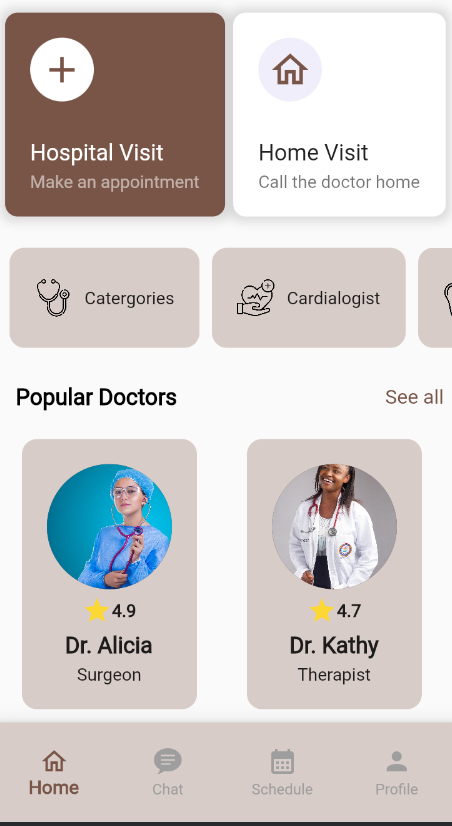 Hospital Visit
Make an appointment
Home Visit
Call the doctor home
Catergories
Cardialogist
Popular Doctors
See all
4.9
Dr. Alicia
Surgeon
4.7
Dr. Kathy
Therapist
Home
Chat
Schedule
Profile